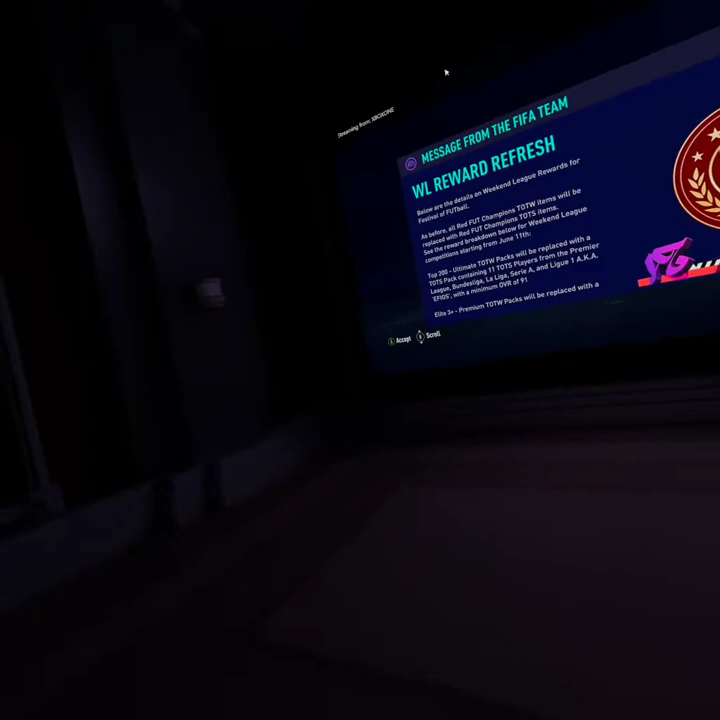 Streaming from: XBOXONE
MESSAGE FROM THE FIFA TEAM
WL REWARD REFRESH
Below are the details on Weekend League Rewards for
Festival of FUTball.
As before, all Red FUT Champions TOTW items will be
replaced with Red FUT Champions TOTS items.
See the reward breakdown below for Weekend League
competitions starting from June 11th:
Top 200 - Ultimate TOTW Packs will be replaced with a
TOTS Pack containing 11 TOTS Players from the Premier
League, Bundesliga, La Liga, Serie A, and Ligue 1 A.K.A.
'EFIGS', with a minimum OVR of 91
Elite 3+ - Premium TOTW Packs will be replaced with a
A Accept
R Scroll
FG